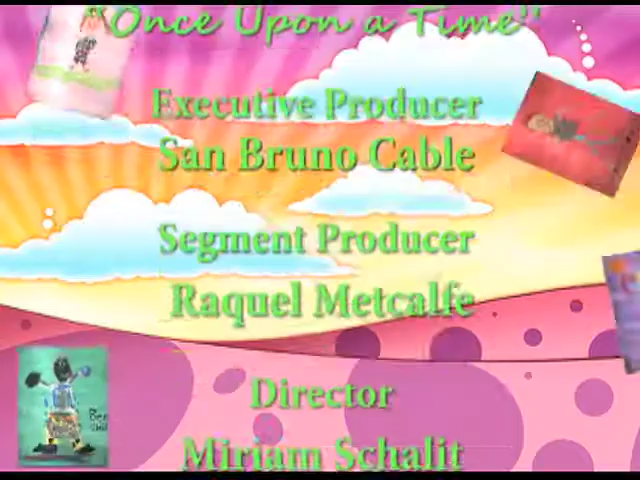 "Once Upon a Time"
Executive Producer
San Bruno Cable
Segment Producer
Raquel Metcalfe
Director
Miriam Schalit